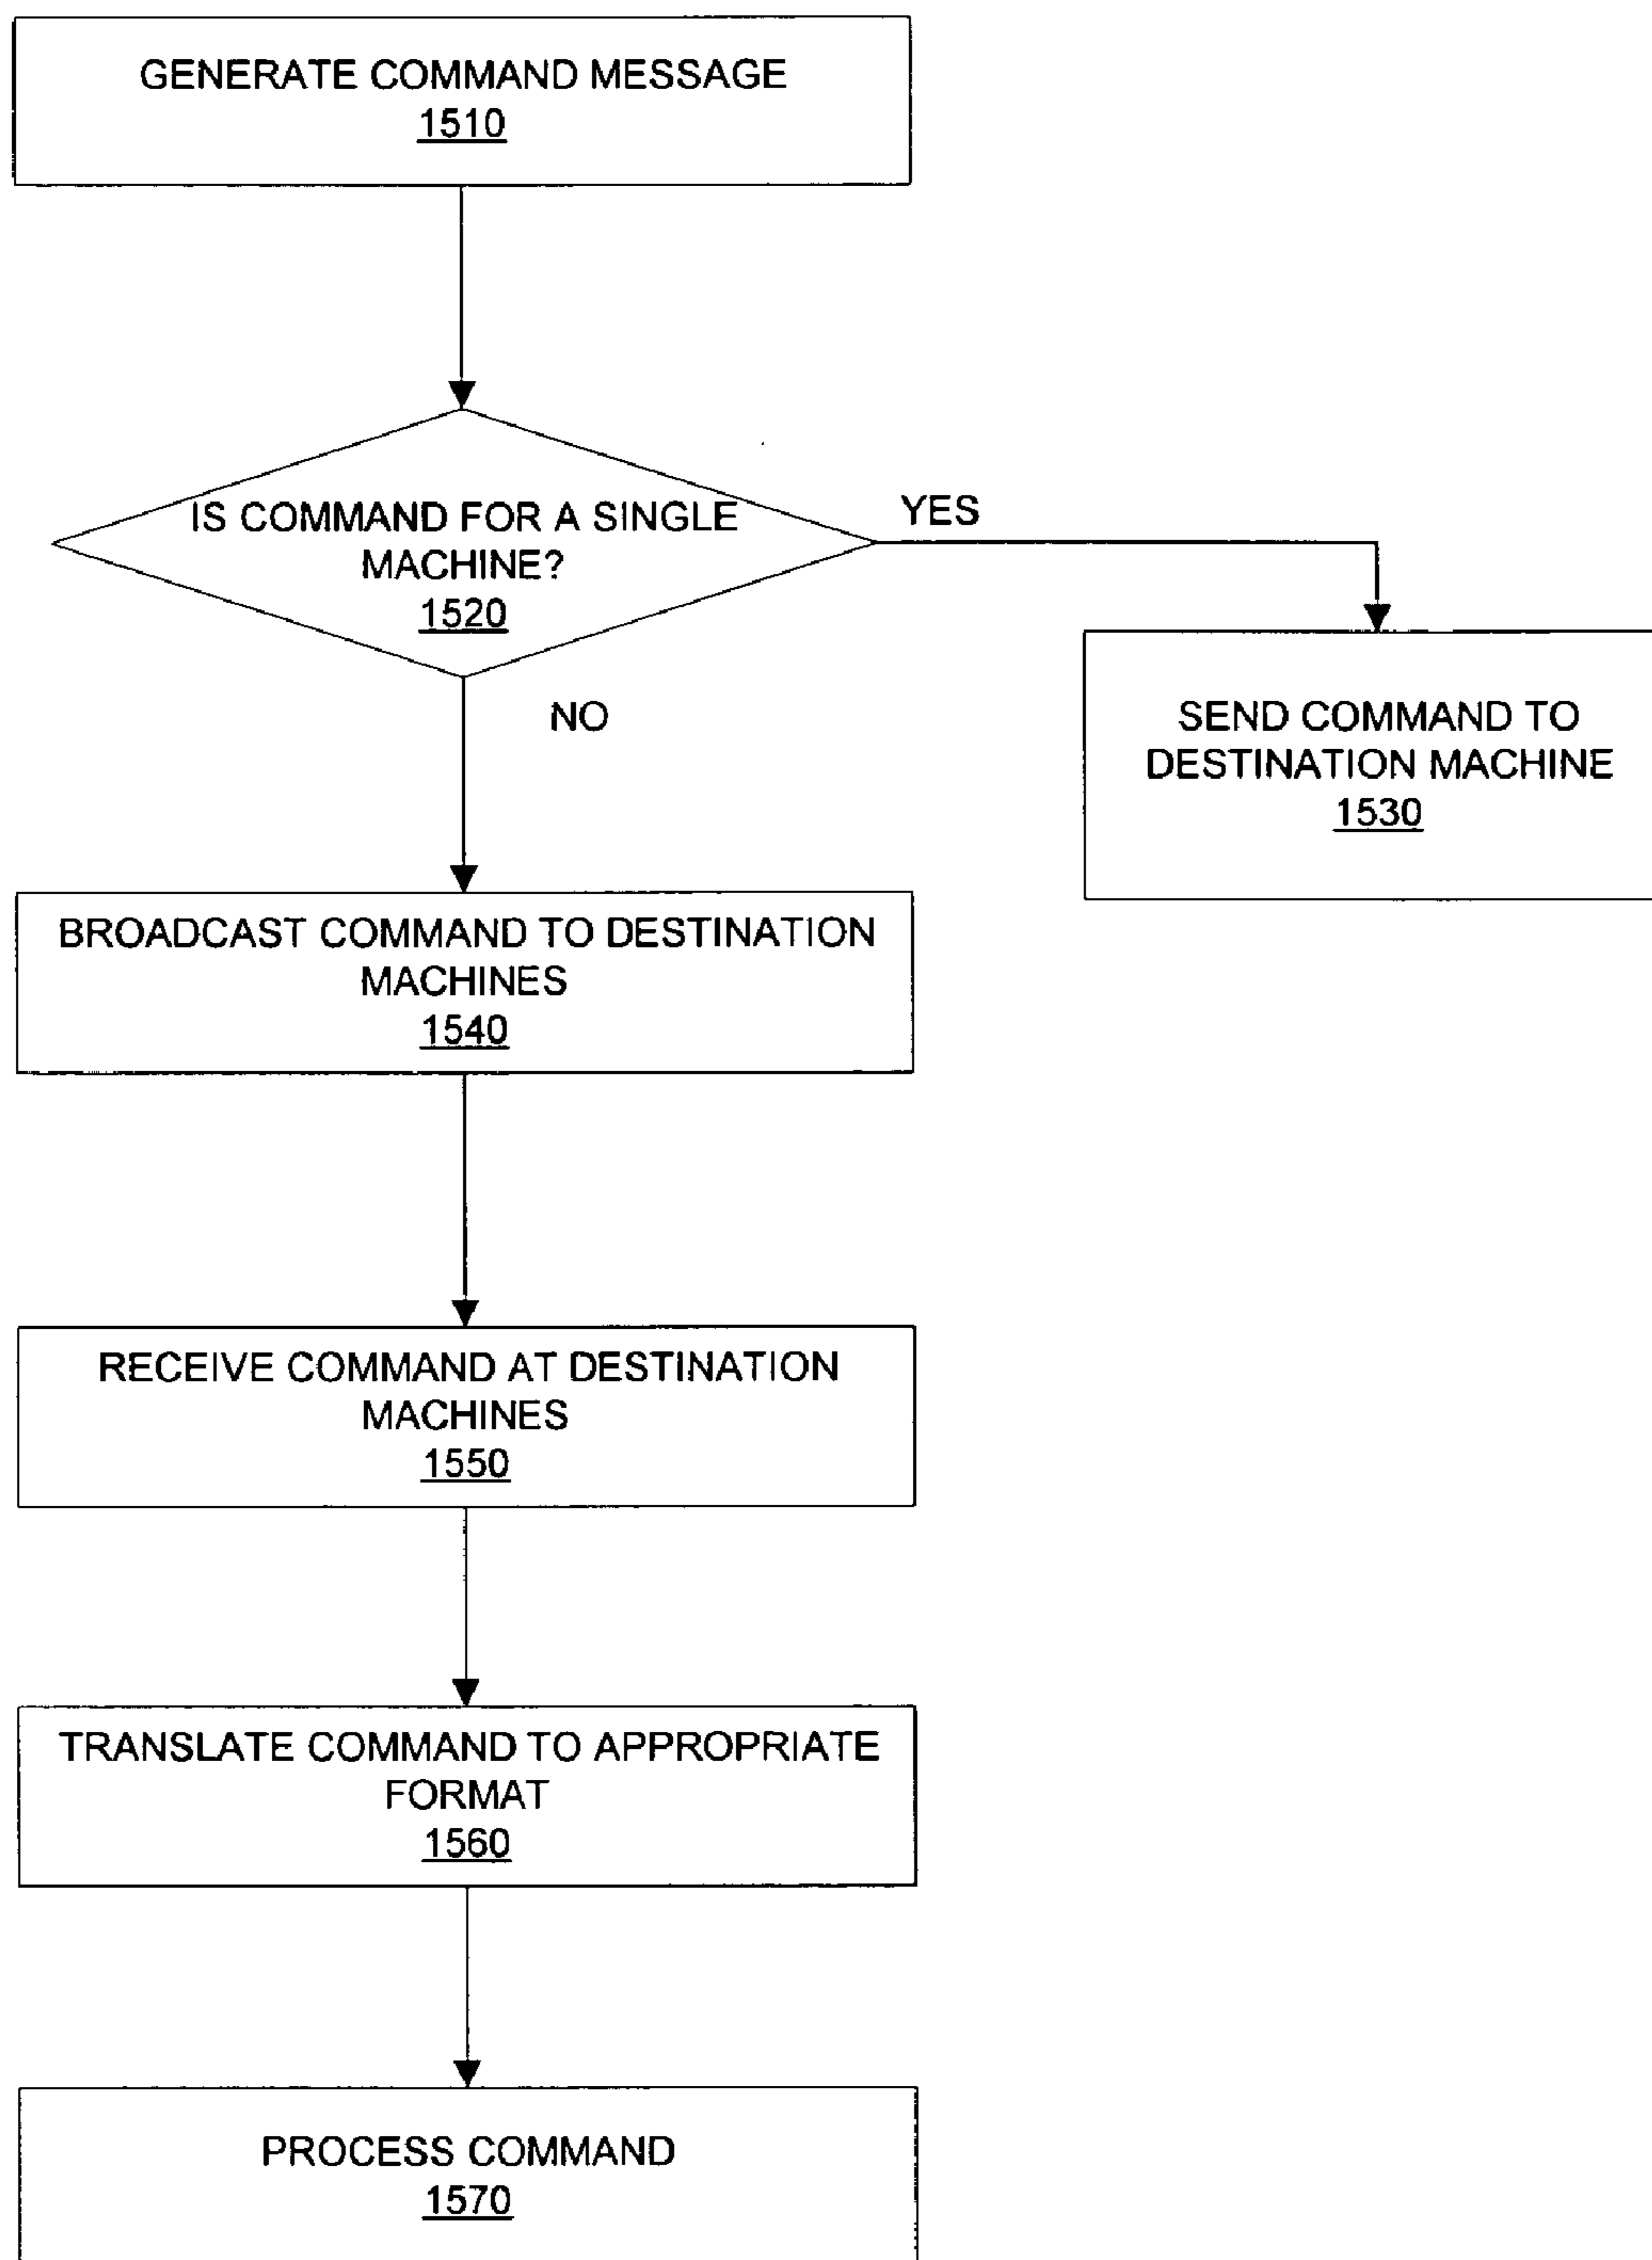 GENERATE COMMAND MESSAGE
1510
IS COMMAND FOR A SINGLE
MACHINE?
1520
YES
NO
SEND COMMAND TO
DESTINATION MACHINE
1530
BROADCAST COMMAND TO DESTINATION
MACHINES
1540
RECEIVE COMMAND AT DESTINATION
MACHINES
1550
TRANSLATE COMMAND TO APPROPRIATE
FORMAT
1560
PROCESS COMMAND
1570